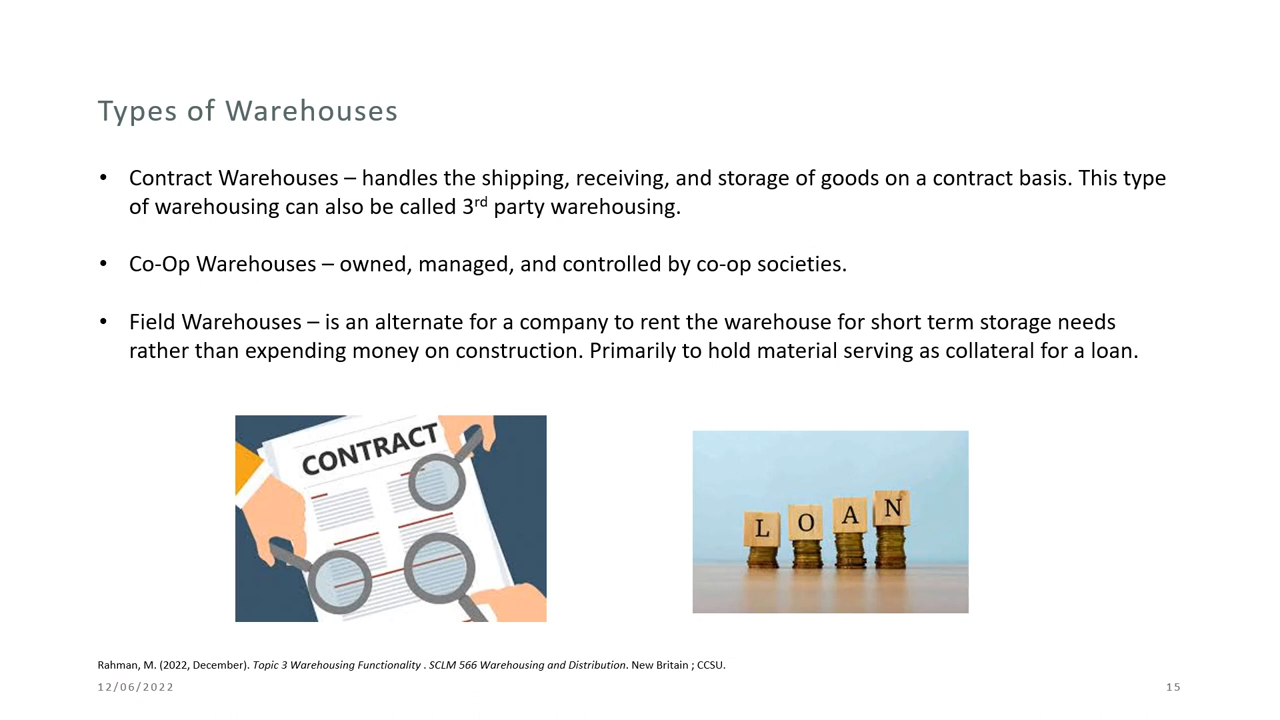 Types of Warehouses
• Contract Warehouses – handles the shipping, receiving, and storage of goods on a contract basis. This type
of warehousing can also be called 3rd party warehousing.
• Co-Op Warehouses – owned, managed, and controlled by co-op societies.
• Field Warehouses – is an alternate for a company to rent the warehouse for short term storage needs
rather than expending money on construction. Primarily to hold material serving as collateral for a loan.
CONTRACT
LOAN
Rahman, M. (2022, December). Topic 3 Warehousing Functionality . SCLM 566 Warehousing and Distribution. New Britain ; CCSU.
12/06/2022
15